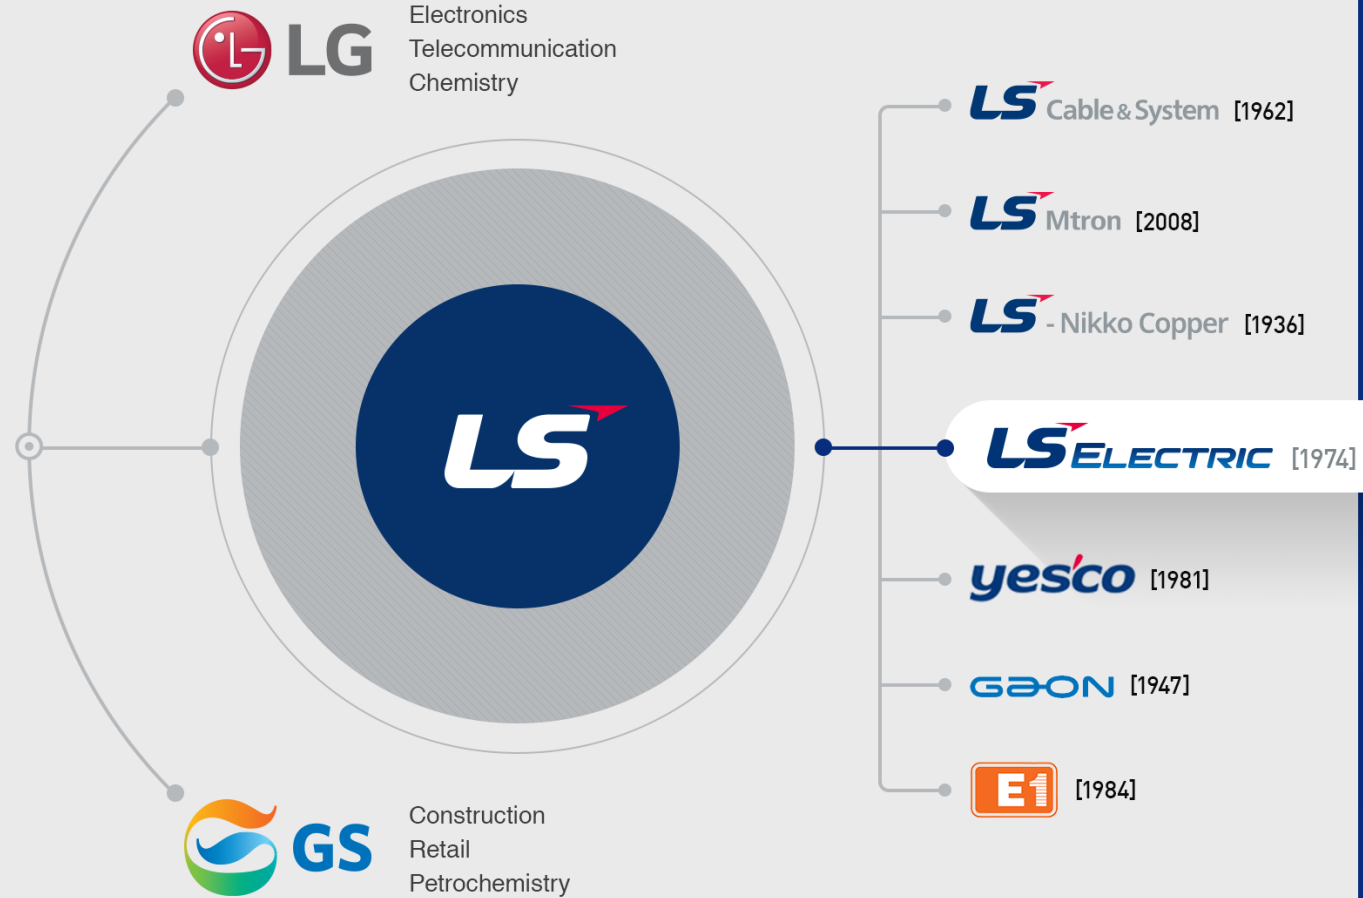 LG
Electronics
Telecommunication
Chemistry
LS
GS
Construction
Retail
Petrochemistry
LS Cable & System [1962]
LS Mtron [2008]
LS - Nikko Copper [1936]
LS ELECTRIC [1974]
yesco [1981]
GAON [1947]
E1 [1984]